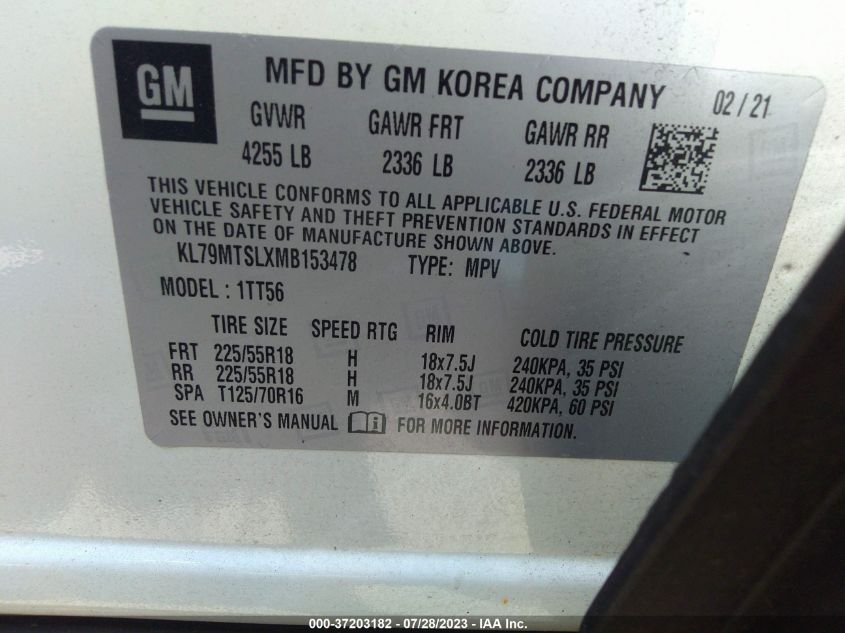 GM
MFD BY GM KOREA COMPANY 02 / 21
GVWR GAWR FRT GAWR RR
4255 LB 2336 LB 2336 LB
THIS VEHICLE CONFORMS TO ALL APPLICABLE U.S. FEDERAL MOTOR
VEHICLE SAFETY AND THEFT PREVENTION STANDARDS IN EFFECT
ON THE DATE OF MANUFACTURE SHOWN ABOVE.
KL79MTSLXMB153478 TYPE: MPV
MODEL : 1TT56
TIRE SIZE SPEED RTG RIM COLD TIRE PRESSURE
FRT 225/55R18 H 18x7.5J 240KPA, 35 PSI
RR 225/55R18 H 18x7.5J 240KPA, 35 PSI
SPA T125/70R16 M 16x4.0BT 420KPA, 60 PSI
SEE OWNER'S MANUAL FOR MORE INFORMATION.
000-37203182 - 07/28/2023 - IAA Inc.